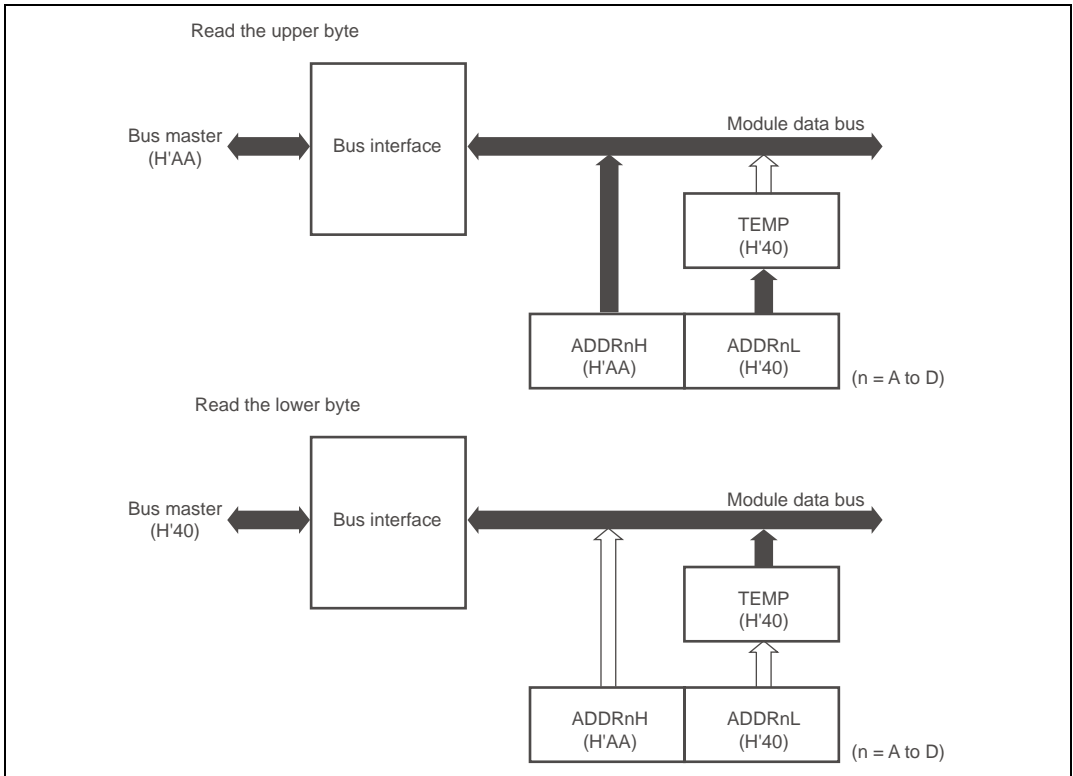 Read the upper byte
Bus master
(H'AA)
Bus interface
Module data bus
TEMP
(H'40)
ADDRnH
(H'AA)
ADDRnL
(H'40)
(n = A to D)
Read the lower byte
Bus master
(H'40)
Bus interface
Module data bus
TEMP
(H'40)
ADDRnH
(H'AA)
ADDRnL
(H'40)
(n = A to D)